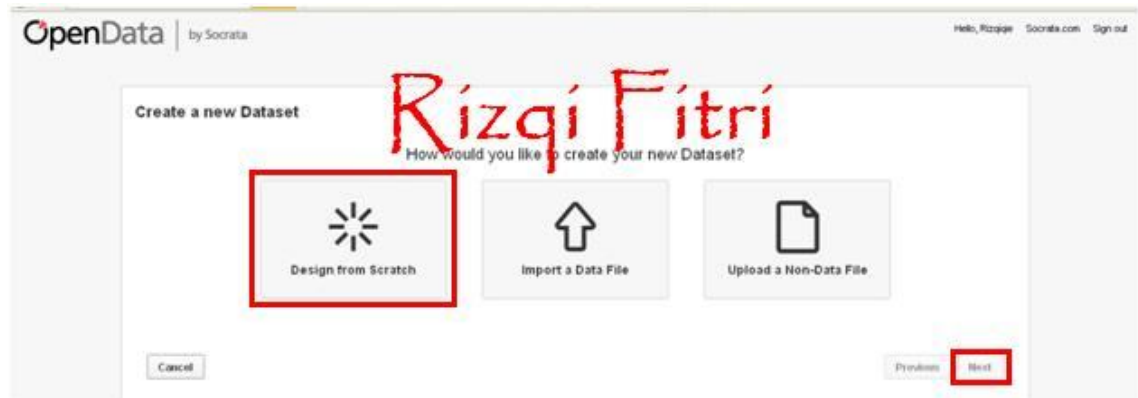 OpenData | by Socrata
Hello, Rizqiqie Socrata.com Sign out
Rizqi Fitri
Create a new Dataset
How would you like to create your new Dataset?
Design from Scratch
Import a Data File
Upload a Non-Data File
Cancel
Previous
Next